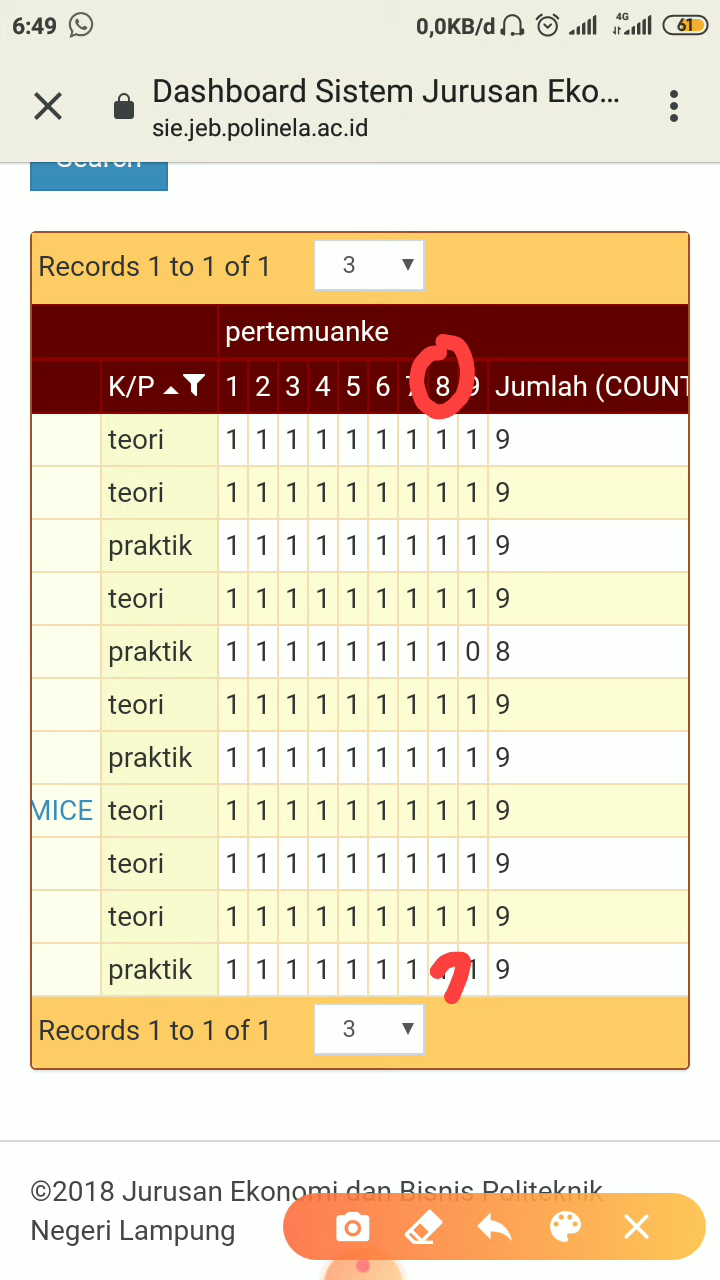 6:49 0,0KB/d 4G 61
Dashboard Sistem Jurusan Eko...
sie.jeb.polinela.ac.id
Search
Records 1 to 1 of 1 3
pertemuanke
K/P 1 2 3 4 5 6 7 8 9 Jumlah (COUNT
teori 1 1 1 1 1 1 1 1 1 9
teori 1 1 1 1 1 1 1 1 1 9
praktik 1 1 1 1 1 1 1 1 1 9
teori 1 1 1 1 1 1 1 1 1 9
praktik 1 1 1 1 1 1 1 1 0 8
teori 1 1 1 1 1 1 1 1 1 9
praktik 1 1 1 1 1 1 1 1 1 9
MICE teori 1 1 1 1 1 1 1 1 1 9
teori 1 1 1 1 1 1 1 1 1 9
teori 1 1 1 1 1 1 1 1 1 9
praktik 1 1 1 1 1 1 1 1 1 9
Records 1 to 1 of 1 3
©2018 Jurusan Ekonomi dan Bisnis Politeknik
Negeri Lampung